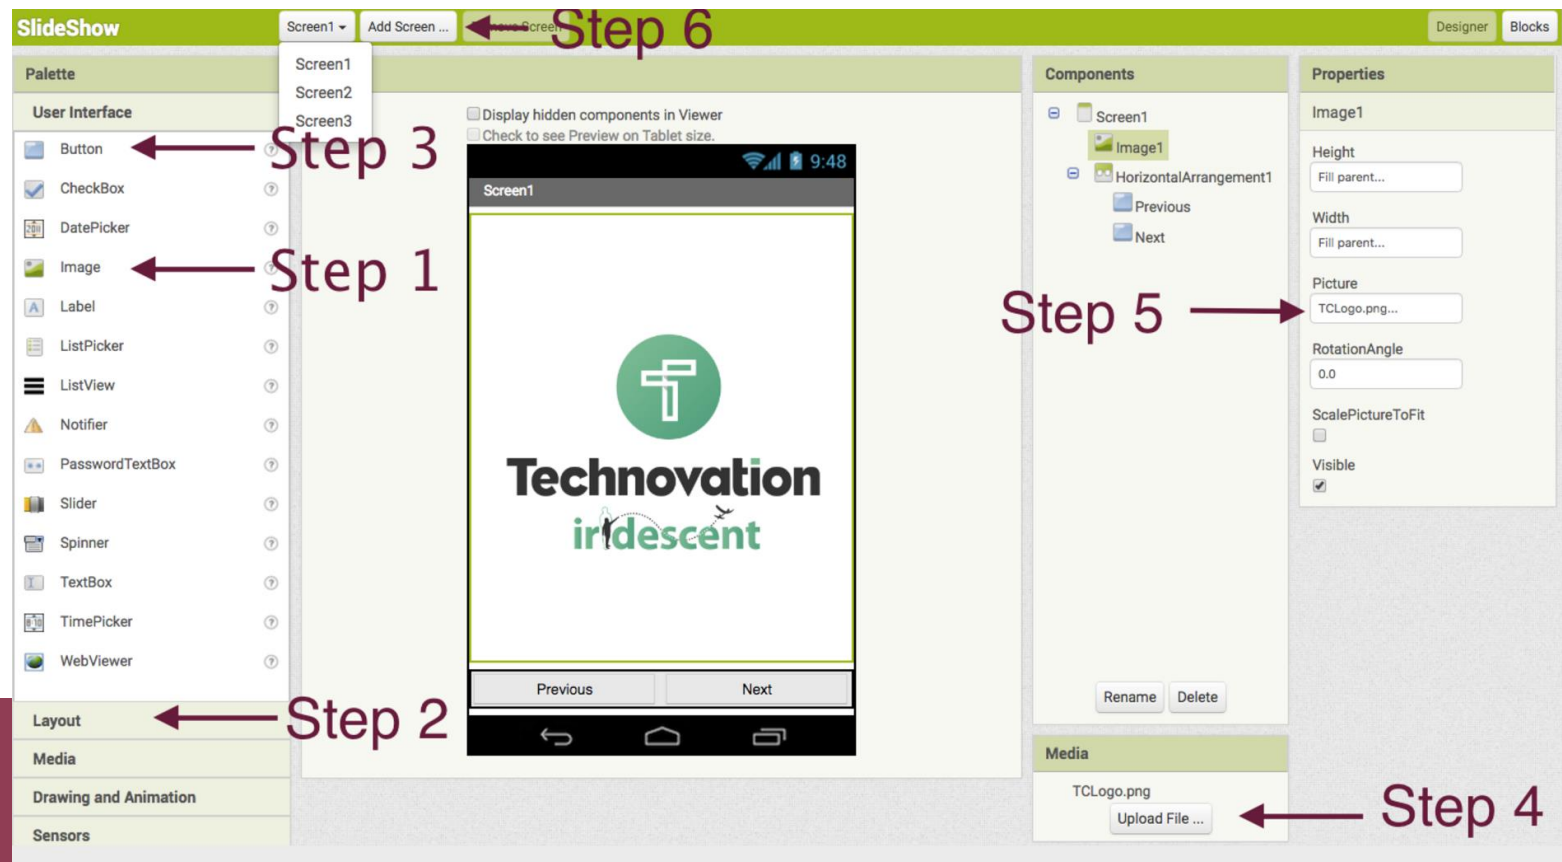 SlideShow
Screen1
Add Screen ...
Remove Screen
Step 6
Designer
Blocks
Screen1
Screen2
Screen3
Palette
User Interface
Button
Step 3
CheckBox
DatePicker
Image
Step 1
Label
ListPicker
ListView
Notifier
PasswordTextBox
Slider
Spinner
TextBox
TimePicker
WebViewer
Layout
Step 2
Media
Drawing and Animation
Sensors
Display hidden components in Viewer
Check to see Preview on Tablet size.
9:48
Screen1
Technovation
iridescent
Previous
Next
Components
Screen1
Image1
HorizontalArrangement1
Previous
Next
Rename
Delete
Media
TCLogo.png
Upload File ...
Step 4
Properties
Image1
Height
Fill parent...
Width
Fill parent...
Picture
Step 5
TCLogo.png...
RotationAngle
0.0
ScalePictureToFit
Visible